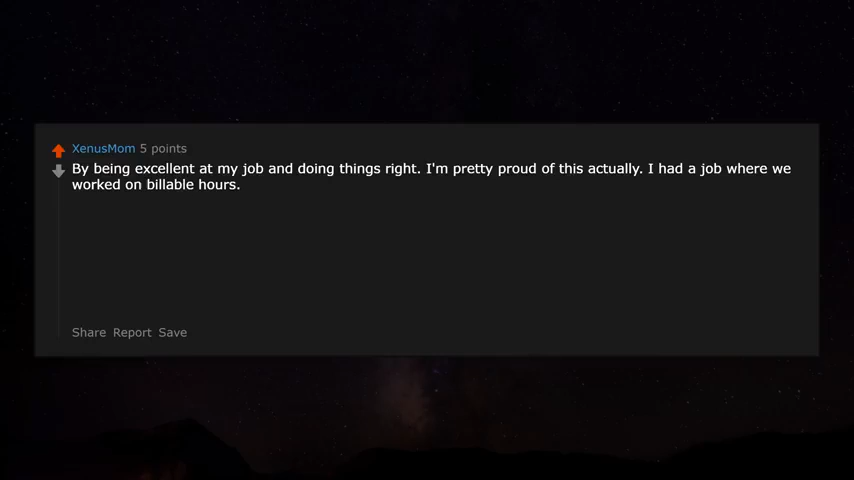 XenusMom 5 points
By being excellent at my job and doing things right. I'm pretty proud of this actually. I had a job where we
worked on billable hours.
Share Report Save